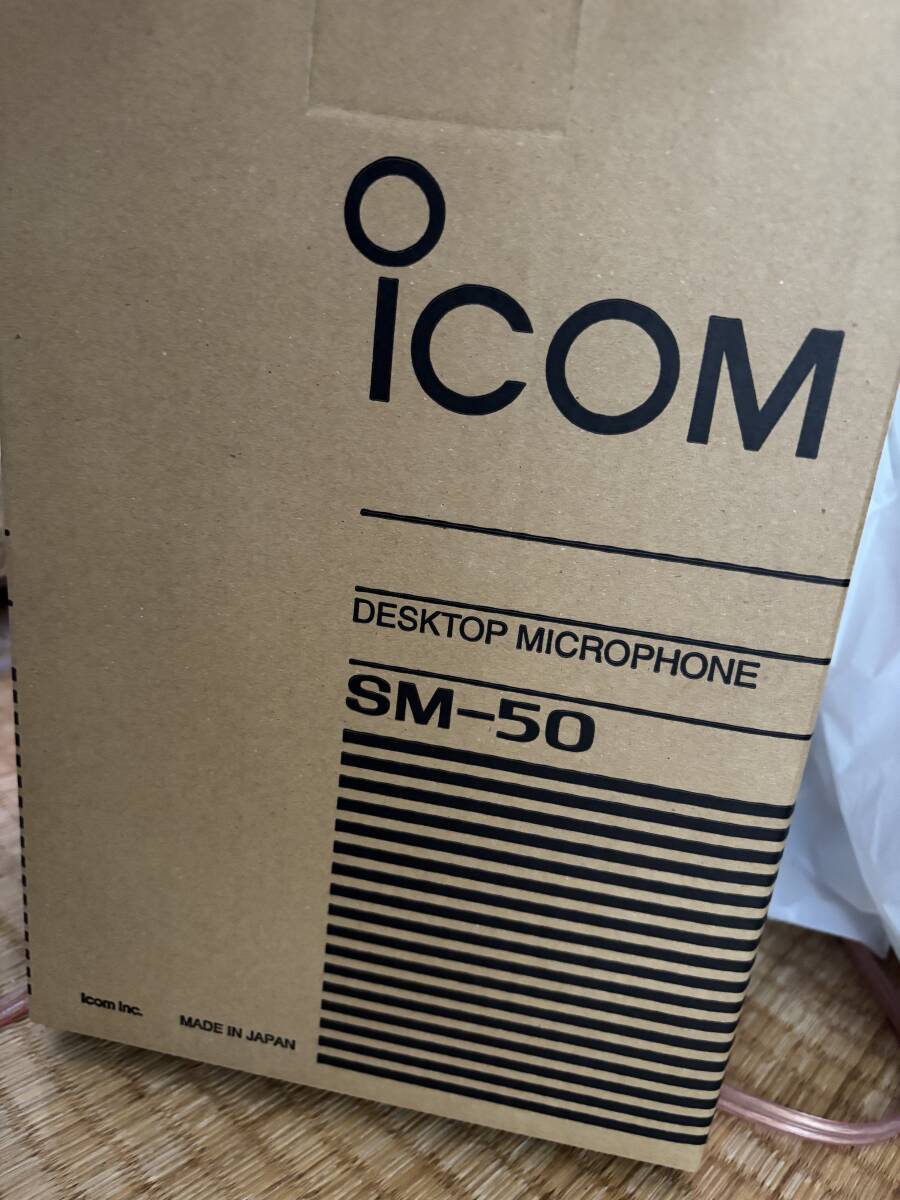 ICOM
DESKTOP MICROPHONE
SM-50
Icom Inc.
MADE IN JAPAN